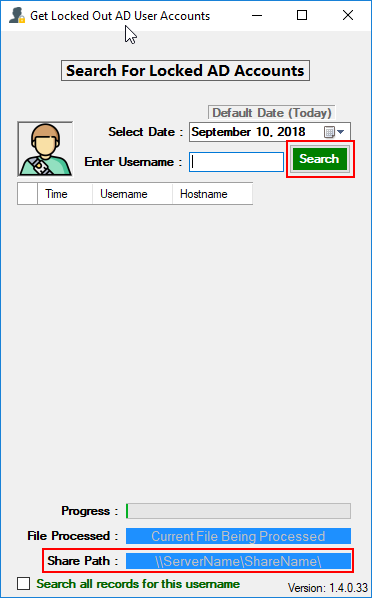 Get Locked Out AD User Accounts
Search For Locked AD Accounts
Default Date (Today)
Select Date : September 10, 2018
Enter Username : Search
Time Username Hostname
Progress :
File Processed : Current File Being Processed
Share Path : \\ServerName\ShareName\
Search all records for this username
Version: 1.4.0.33